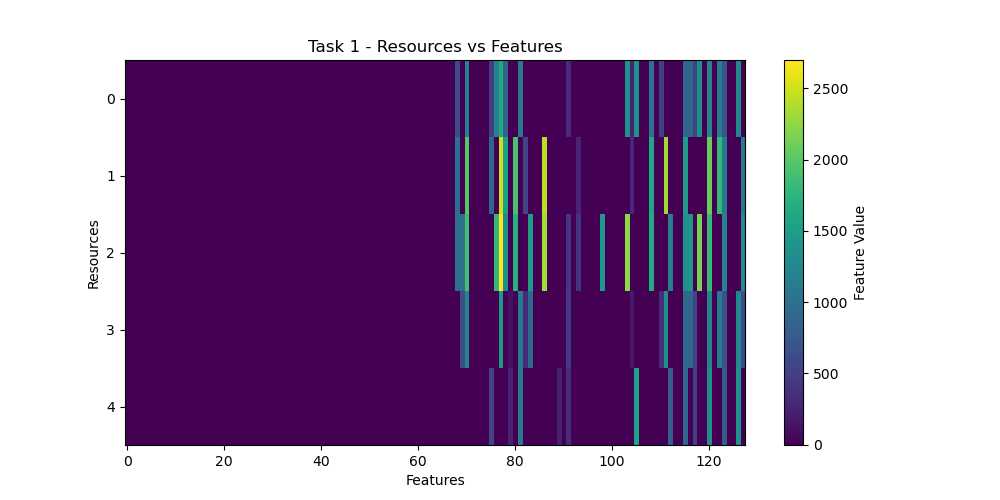 Task 1 - Resources vs Features
Resources
0
1
2
3
4
0 20 40 60 80 100 120
Features
2500
2000
1500
1000
500
0
Feature Value